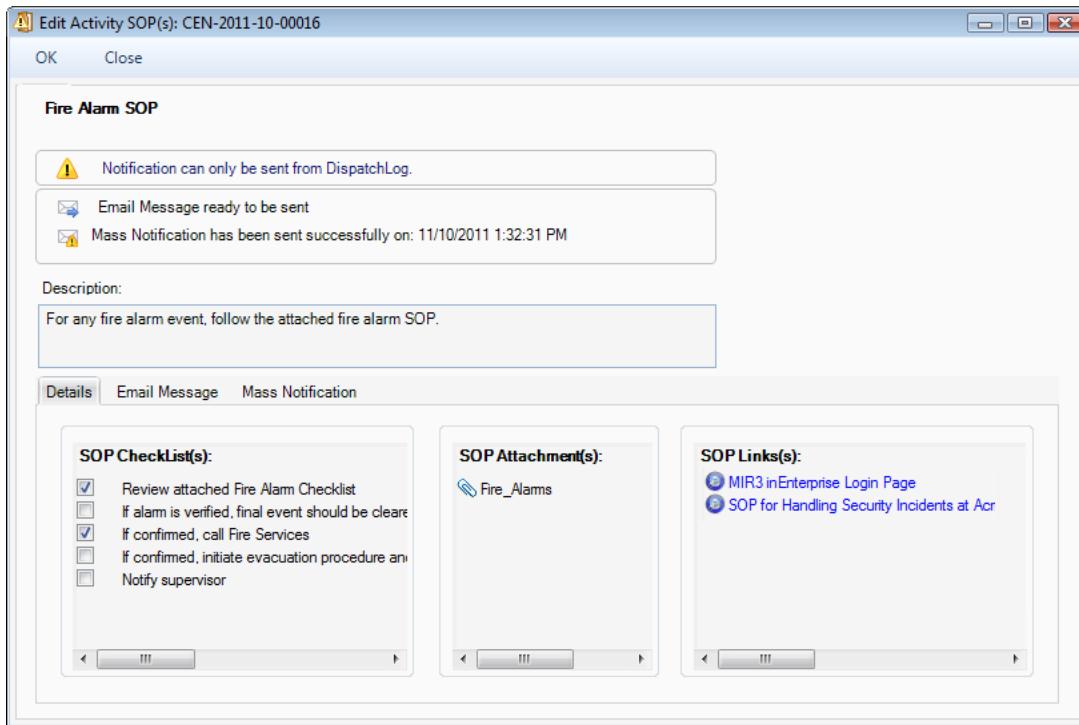 Edit Activity SOP(s): CEN-2011-10-00016
OK Close
Fire Alarm SOP
Notification can only be sent from DispatchLog.
Email Message ready to be sent
Mass Notification has been sent successfully on: 11/10/2011 1:32:31 PM
Description:
For any fire alarm event, follow the attached fire alarm SOP.
Details Email Message Mass Notification
SOP CheckList(s):
Review attached Fire Alarm Checklist
If alarm is verified, final event should be cleare
If confirmed, call Fire Services
If confirmed, initiate evacuation procedure an
Notify supervisor
SOP Attachment(s):
Fire_Alarms
SOP Links(s):
MIR3 inEnterprise Login Page
SOP for Handling Security Incidents at Acr